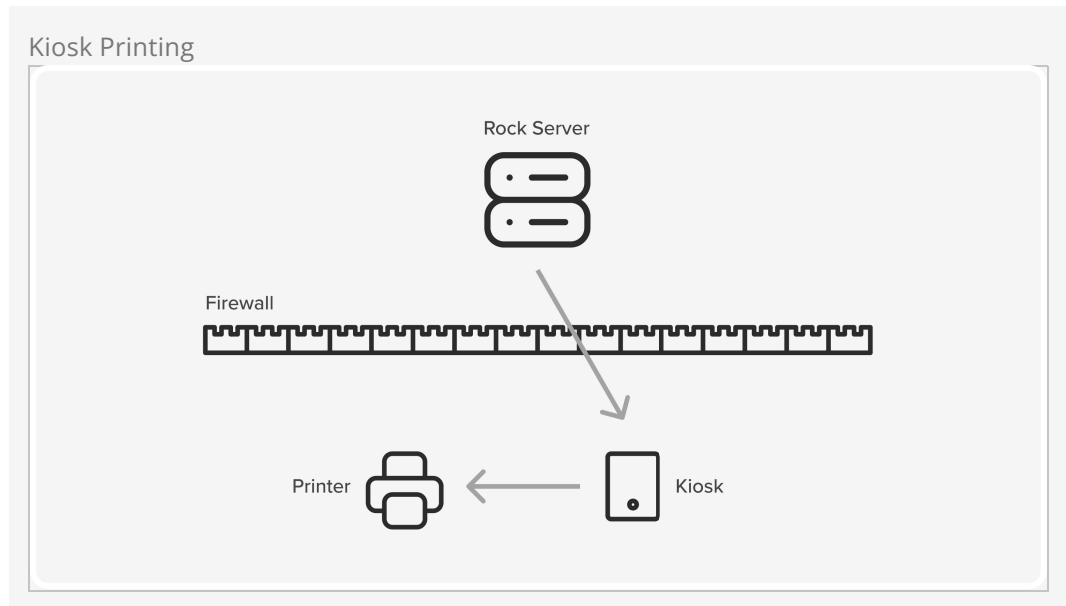 Kiosk Printing
Rock Server
Firewall
Printer
Kiosk